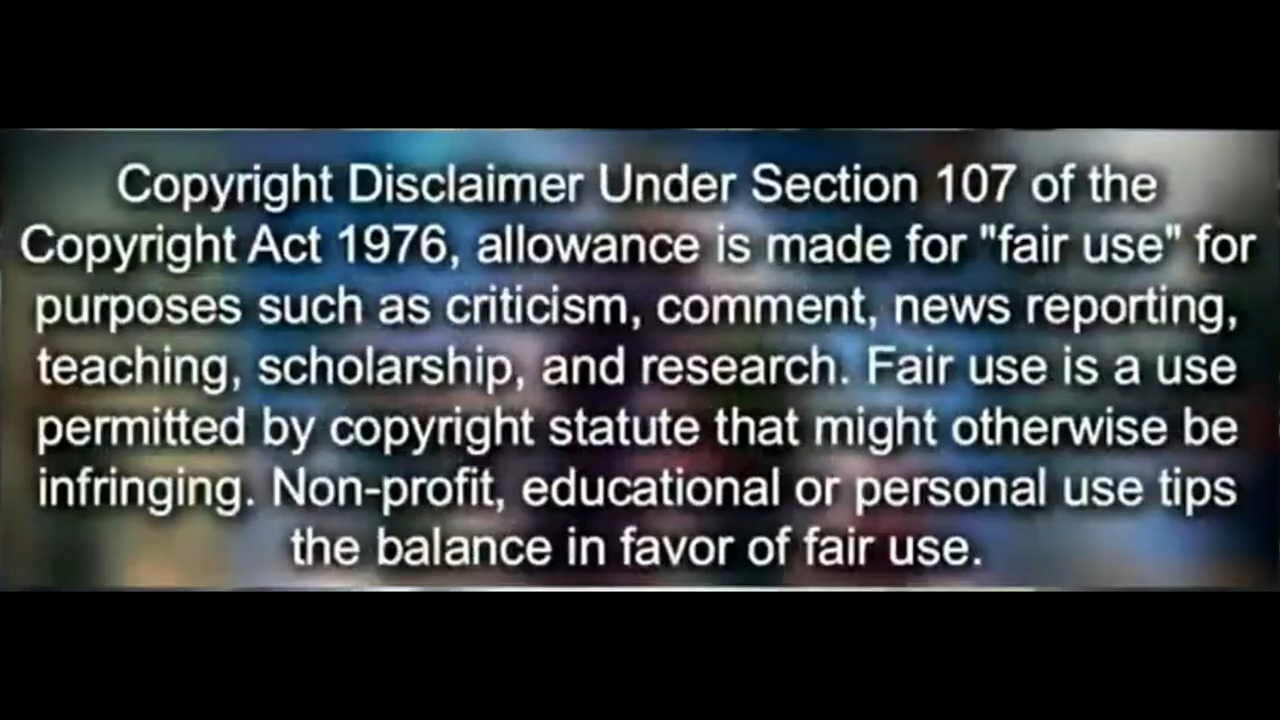 Copyright Disclaimer Under Section 107 of the
Copyright Act 1976, allowance is made for "fair use" for
purposes such as criticism, comment, news reporting,
teaching, scholarship, and research. Fair use is a use
permitted by copyright statute that might otherwise be
infringing. Non-profit, educational or personal use tips
the balance in favor of fair use.